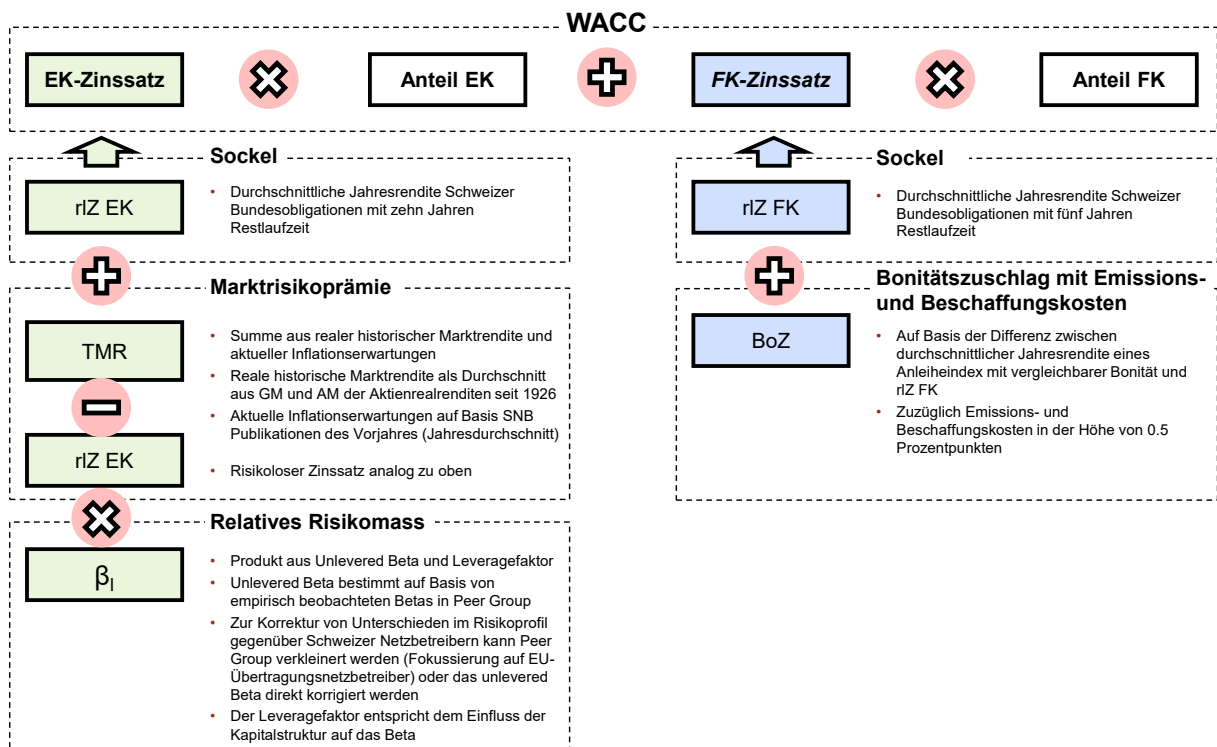 WACC
EK-Zinssatz
Anteil EK
FK-Zinssatz
Anteil FK
Sockel
rlZ EK
• Durchschnittliche Jahresrendite Schweizer
Bundesobligationen mit zehn Jahren
Restlaufzeit
Marktrisikoprämie
TMR
• Summe aus realer historischer Marktrendite und
aktueller Inflationserwartungen
• Reale historische Marktrendite als Durchschnitt
aus GM und AM der Aktienrealrenditen seit 1926
• Aktuelle Inflationserwartungen auf Basis SNB
Publikationen des Vorjahres (Jahresdurchschnitt)
rlZ EK
• Risikoloser Zinssatz analog zu oben
Relatives Risikomass
βl
• Produkt aus Unlevered Beta und Leveragefaktor
• Unlevered Beta bestimmt auf Basis von
empirisch beobachteten Betas in Peer Group
• Zur Korrektur von Unterschieden im Risikoprofil
gegenüber Schweizer Netzbetreibern kann Peer
Group verkleinert werden (Fokussierung auf EU-
Übertragungsnetzbetreiber) oder das unlevered
Beta direkt korrigiert werden
• Der Leveragefaktor entspricht dem Einfluss der
Kapitalstruktur auf das Beta
Sockel
rlZ FK
• Durchschnittliche Jahresrendite Schweizer
Bundesobligationen mit fünf Jahren
Restlaufzeit
Bonitätszuschlag mit Emissions-
und Beschaffungskosten
BoZ
• Auf Basis der Differenz zwischen
durchschnittlicher Jahresrendite eines
Anleiheindex mit vergleichbarer Bonität und
rlZ FK
• Zuzüglich Emissions- und
Beschaffungskosten in der Höhe von 0.5
Prozentpunkten